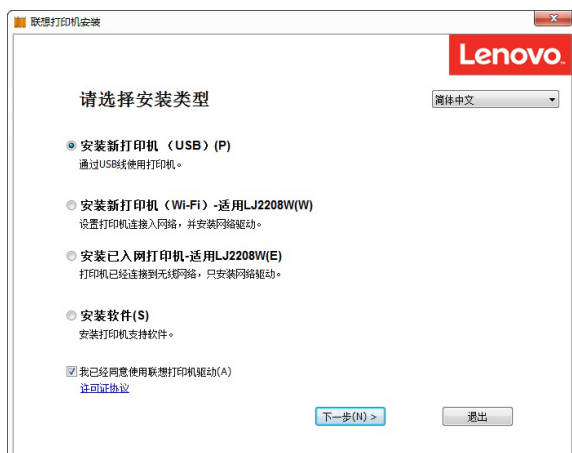 联想打印机安装
Lenovo
请选择安装类型
简体中文
安装新打印机 (USB) (P)
通过USB线使用打印机。
安装新打印机(Wi-Fi)-适用LJ2208W(W)
设置打印机连接入网络，并安装网络驱动。
安装已入网打印机-适用LJ2208W(E)
打印机已经连接到无线网络，只安装网络驱动。
安装软件(S)
安装打印机支持软件。
我已经同意使用联想打印机驱动(A)
许可证协议
下一步(N) >
退出